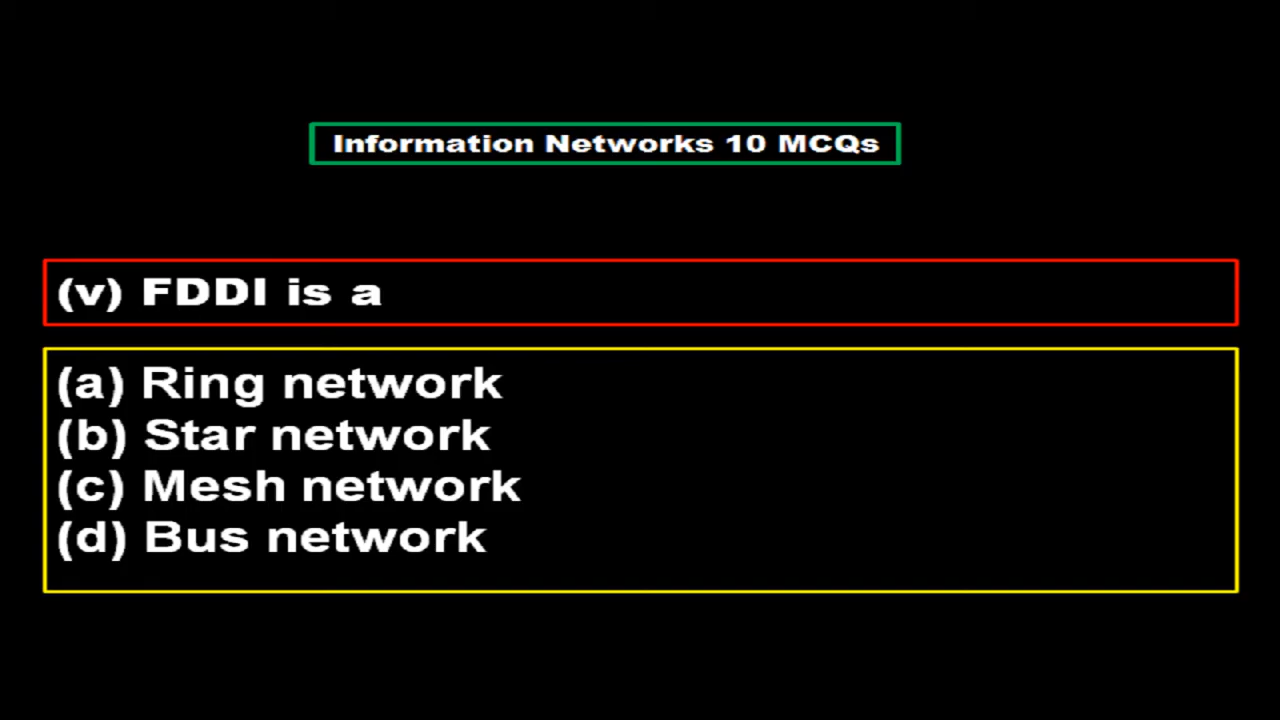 Information Networks 10 MCQs
(v) FDDI is a
(a) Ring network
(b) Star network
(c) Mesh network
(d) Bus network